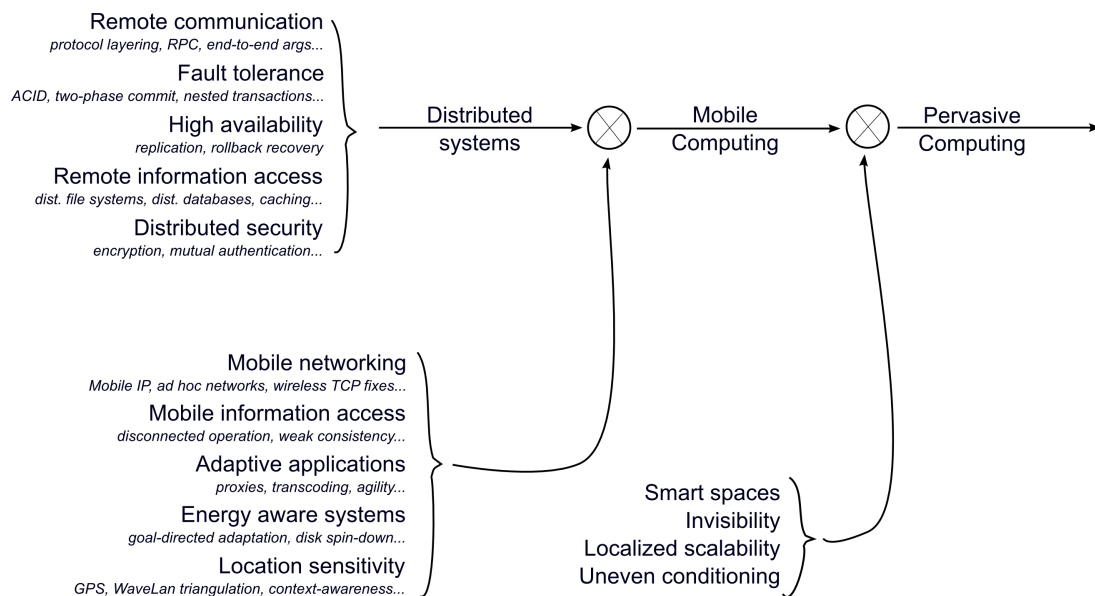 Remote communication
protocol layering, RPC, end-to-end args...
Fault tolerance
ACID, two-phase commit, nested transactions...
High availability
replication, rollback recovery
Remote information access
dist. file systems, dist. databases, caching...
Distributed security
encryption, mutual authentication...
Distributed
systems
Mobile
Computing
Pervasive
Computing
Mobile networking
Mobile IP, ad hoc networks, wireless TCP fixes...
Mobile information access
disconnected operation, weak consistency...
Adaptive applications
proxies, transcoding, agility...
Energy aware systems
goal-directed adaptation, disk spin-down...
Location sensitivity
GPS, WaveLan triangulation, context-awareness...
Smart spaces
Invisibility
Localized scalability
Uneven conditioning